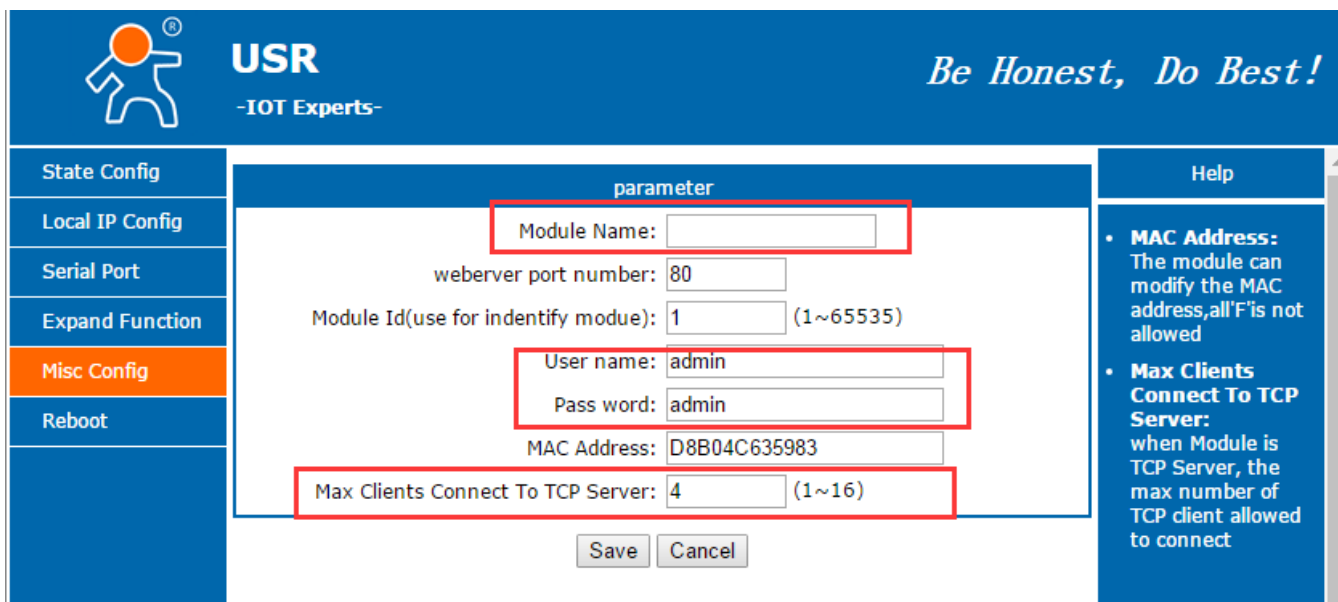 ®
USR
-IOT Experts-
Be Honest, Do Best!
State Config
Local IP Config
Serial Port
Expand Function
Misc Config
Reboot
parameter
Module Name:
weberver port number: 80
Module Id(use for indentify modue): 1 (1~65535)
User name: admin
Pass word: admin
MAC Address: D8B04C635983
Max Clients Connect To TCP Server: 4 (1~16)
Save Cancel
Help
• MAC Address:
The module can
modify the MAC
address,all'F'is not
allowed
• Max Clients
Connect To TCP
Server:
when Module is
TCP Server, the
max number of
TCP client allowed
to connect